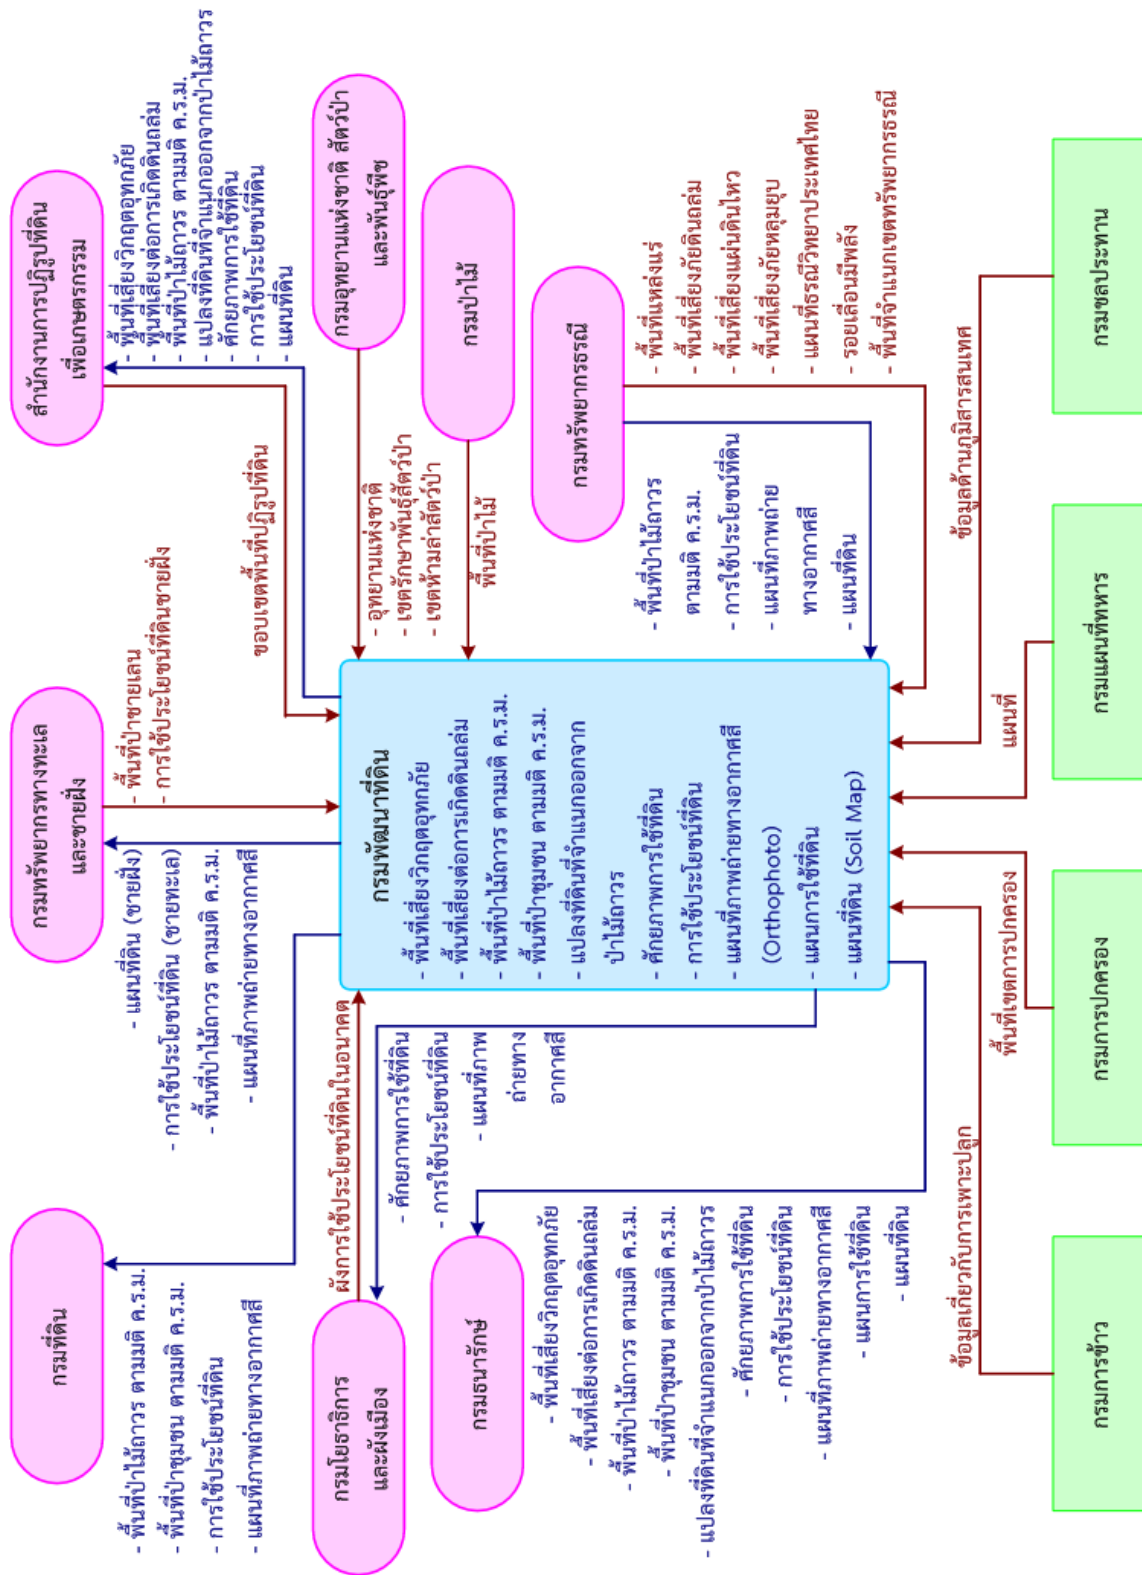 กรมที่ดิน
- พื้นที่ป่าไม้ถาวร ตามมติ ค.ร.ม.
- พื้นที่ป่าชุมชน ตามมติ ค.ร.ม.
- การใช้ประโยชน์ที่ดิน
- แผนที่ภาพถ่ายทางอากาศสี
กรมทรัพยากรทางทะเล
และชายฝั่ง
- แผนที่ดิน (ชายฝั่ง)
- การใช้ประโยชน์ที่ดิน (ชายทะเล)
- พื้นที่ป่าไม้ถาวร ตามมติ ค.ร.ม.
- แผนที่ภาพถ่ายทางอากาศสี
- พื้นที่ป่าชายเลน
- การใช้ประโยชน์ที่ดินชายฝั่ง
สำนักงานการปฏิรูปที่ดิน
เพื่อเกษตรกรรม
ขอบเขตพื้นที่ปฏิรูปที่ดิน
- พื้นที่เสี่ยงวิกฤตอุทกภัย
- พื้นที่เสี่ยงต่อการเกิดดินถล่ม
- พื้นที่ป่าไม้ถาวร ตามมติ ค.ร.ม.
- แปลงที่ดินที่จำแนกออกจากป่าไม้ถาวร
- ศักยภาพการใช้ที่ดิน
- การใช้ประโยชน์ที่ดิน
- แผนที่ดิน
กรมโยธาธิการ
และผังเมือง
ผังการใช้ประโยชน์ที่ดินในอนาคต
- ศักยภาพการใช้ที่ดิน
- การใช้ประโยชน์ที่ดิน
- แผนที่ภาพ
ถ่ายทาง
อากาศสี
กรมพัฒนาที่ดิน
- พื้นที่เสี่ยงวิกฤตอุทกภัย
- พื้นที่เสี่ยงต่อการเกิดดินถล่ม
- พื้นที่ป่าไม้ถาวร ตามมติ ค.ร.ม.
- พื้นที่ป่าชุมชน ตามมติ ค.ร.ม.
- แปลงที่ดินที่จำแนกออกจาก
ป่าไม้ถาวร
- ศักยภาพการใช้ที่ดิน
- การใช้ประโยชน์ที่ดิน
- แผนที่ภาพถ่ายทางอากาศสี
(Orthophoto)
- แผนการใช้ที่ดิน
- แผนที่ดิน (Soil Map)
กรมอุทยานแห่งชาติ สัตว์ป่า
และพันธุ์พืช
- อุทยานแห่งชาติ
- เขตรักษาพันธุ์สัตว์ป่า
- เขตห้ามล่าสัตว์ป่า
กรมป่าไม้
พื้นที่ป่าไม้
กรมธนารักษ์
- พื้นที่เสี่ยงวิกฤตอุทกภัย
- พื้นที่เสี่ยงต่อการเกิดดินถล่ม
- พื้นที่ป่าไม้ถาวร ตามมติ ค.ร.ม.
- พื้นที่ป่าชุมชน ตามมติ ค.ร.ม.
- แปลงที่ดินที่จำแนกออกจากป่าไม้ถาวร
- ศักยภาพการใช้ที่ดิน
- การใช้ประโยชน์ที่ดิน
- แผนที่ภาพถ่ายทางอากาศสี
- แผนการใช้ที่ดิน
- แผนที่ดิน
กรมทรัพยากรธรณี
- พื้นที่ป่าไม้ถาวร
ตามมติ ค.ร.ม.
- การใช้ประโยชน์ที่ดิน
- แผนที่ภาพถ่าย
ทางอากาศสี
- แผนที่ดิน
- พื้นที่แหล่งแร่
- พื้นที่เสี่ยงภัยดินถล่ม
- พื้นที่เสี่ยงแผ่นดินไหว
- พื้นที่เสี่ยงภัยหลุมยุบ
- แผนที่ธรณีวิทยาประเทศไทย
- รอยเลื่อนมีพลัง
- พื้นที่จำแนกเขตทรัพยากรธรณี
ข้อมูลเกี่ยวกับการเพาะปลูก
พื้นที่เขตการปกครอง
แผนที่
ข้อมูลด้านภูมิสารสนเทศ
กรมการข้าว
กรมการปกครอง
กรมแผนที่ทหาร
กรมชลประทาน